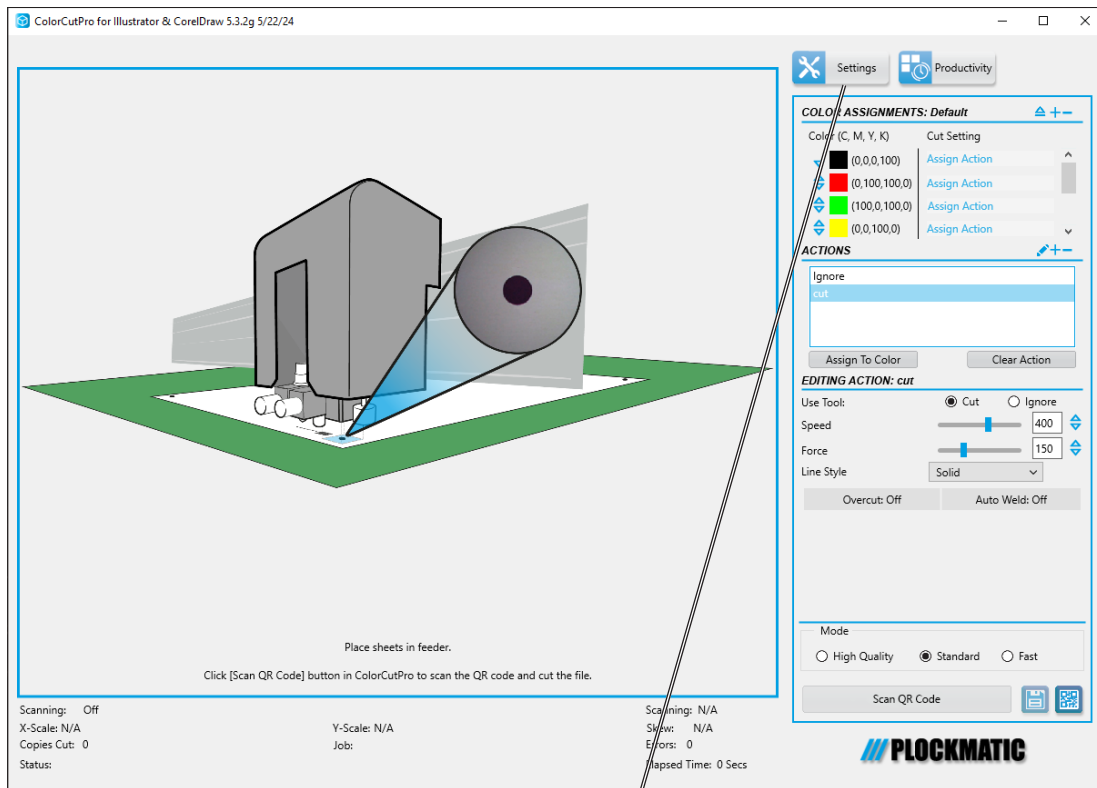 ColorCutPro for Illustrator & CorelDraw 5.3.2g 5/22/24
Settings
Productivity
COLOR ASSIGNMENTS: Default
Color (C, M, Y, K) Cut Setting
(0,0,0,100) Assign Action
(0,100,100,0) Assign Action
(100,0,100,0) Assign Action
(0,0,100,0) Assign Action
ACTIONS
Ignore
cut
Assign To Color Clear Action
EDITING ACTION: cut
Use Tool: Cut Ignore
Speed 400
Force 150
Line Style Solid
Overcut: Off Auto Weld: Off
Mode
High Quality Standard Fast
Scan QR Code
Place sheets in feeder.
Click [Scan QR Code] button in ColorCutPro to scan the QR code and cut the file.
Scanning: Off Scanning: N/A
X-Scale: N/A Y-Scale: N/A Skew: N/A
Copies Cut: 0 Job: Errors: 0
Status: Elapsed Time: 0 Secs
PLOCKMATIC